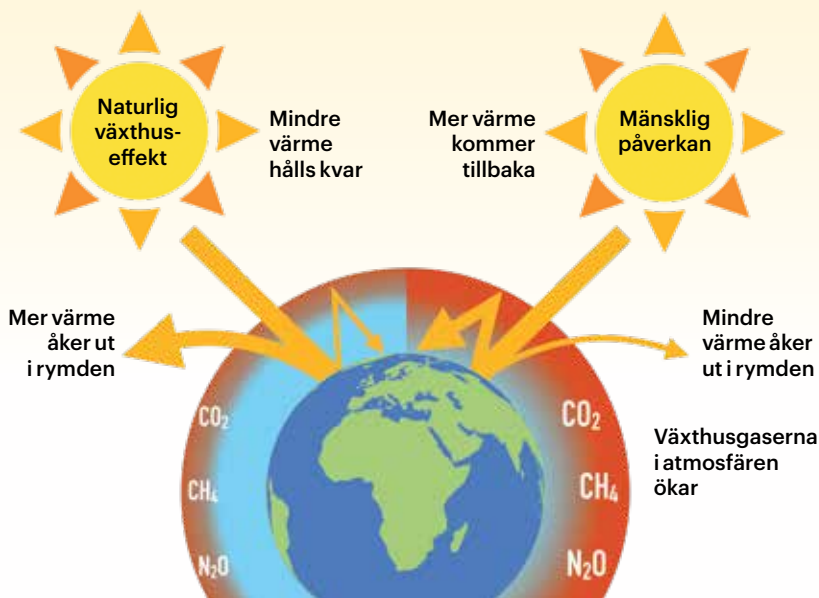 Naturlig
växthus-
effekt
Mindre
värme
hålls kvar
Mer värme
kommer
tillbaka
Mänsklig
påverkan
Mer värme
åker ut
i rymden
Mindre
värme åker
ut i rymden
CO₂
CH₄
N₂O
CO₂
CH₄
N₂O
Växthusgaserna
i atmosfären
ökar